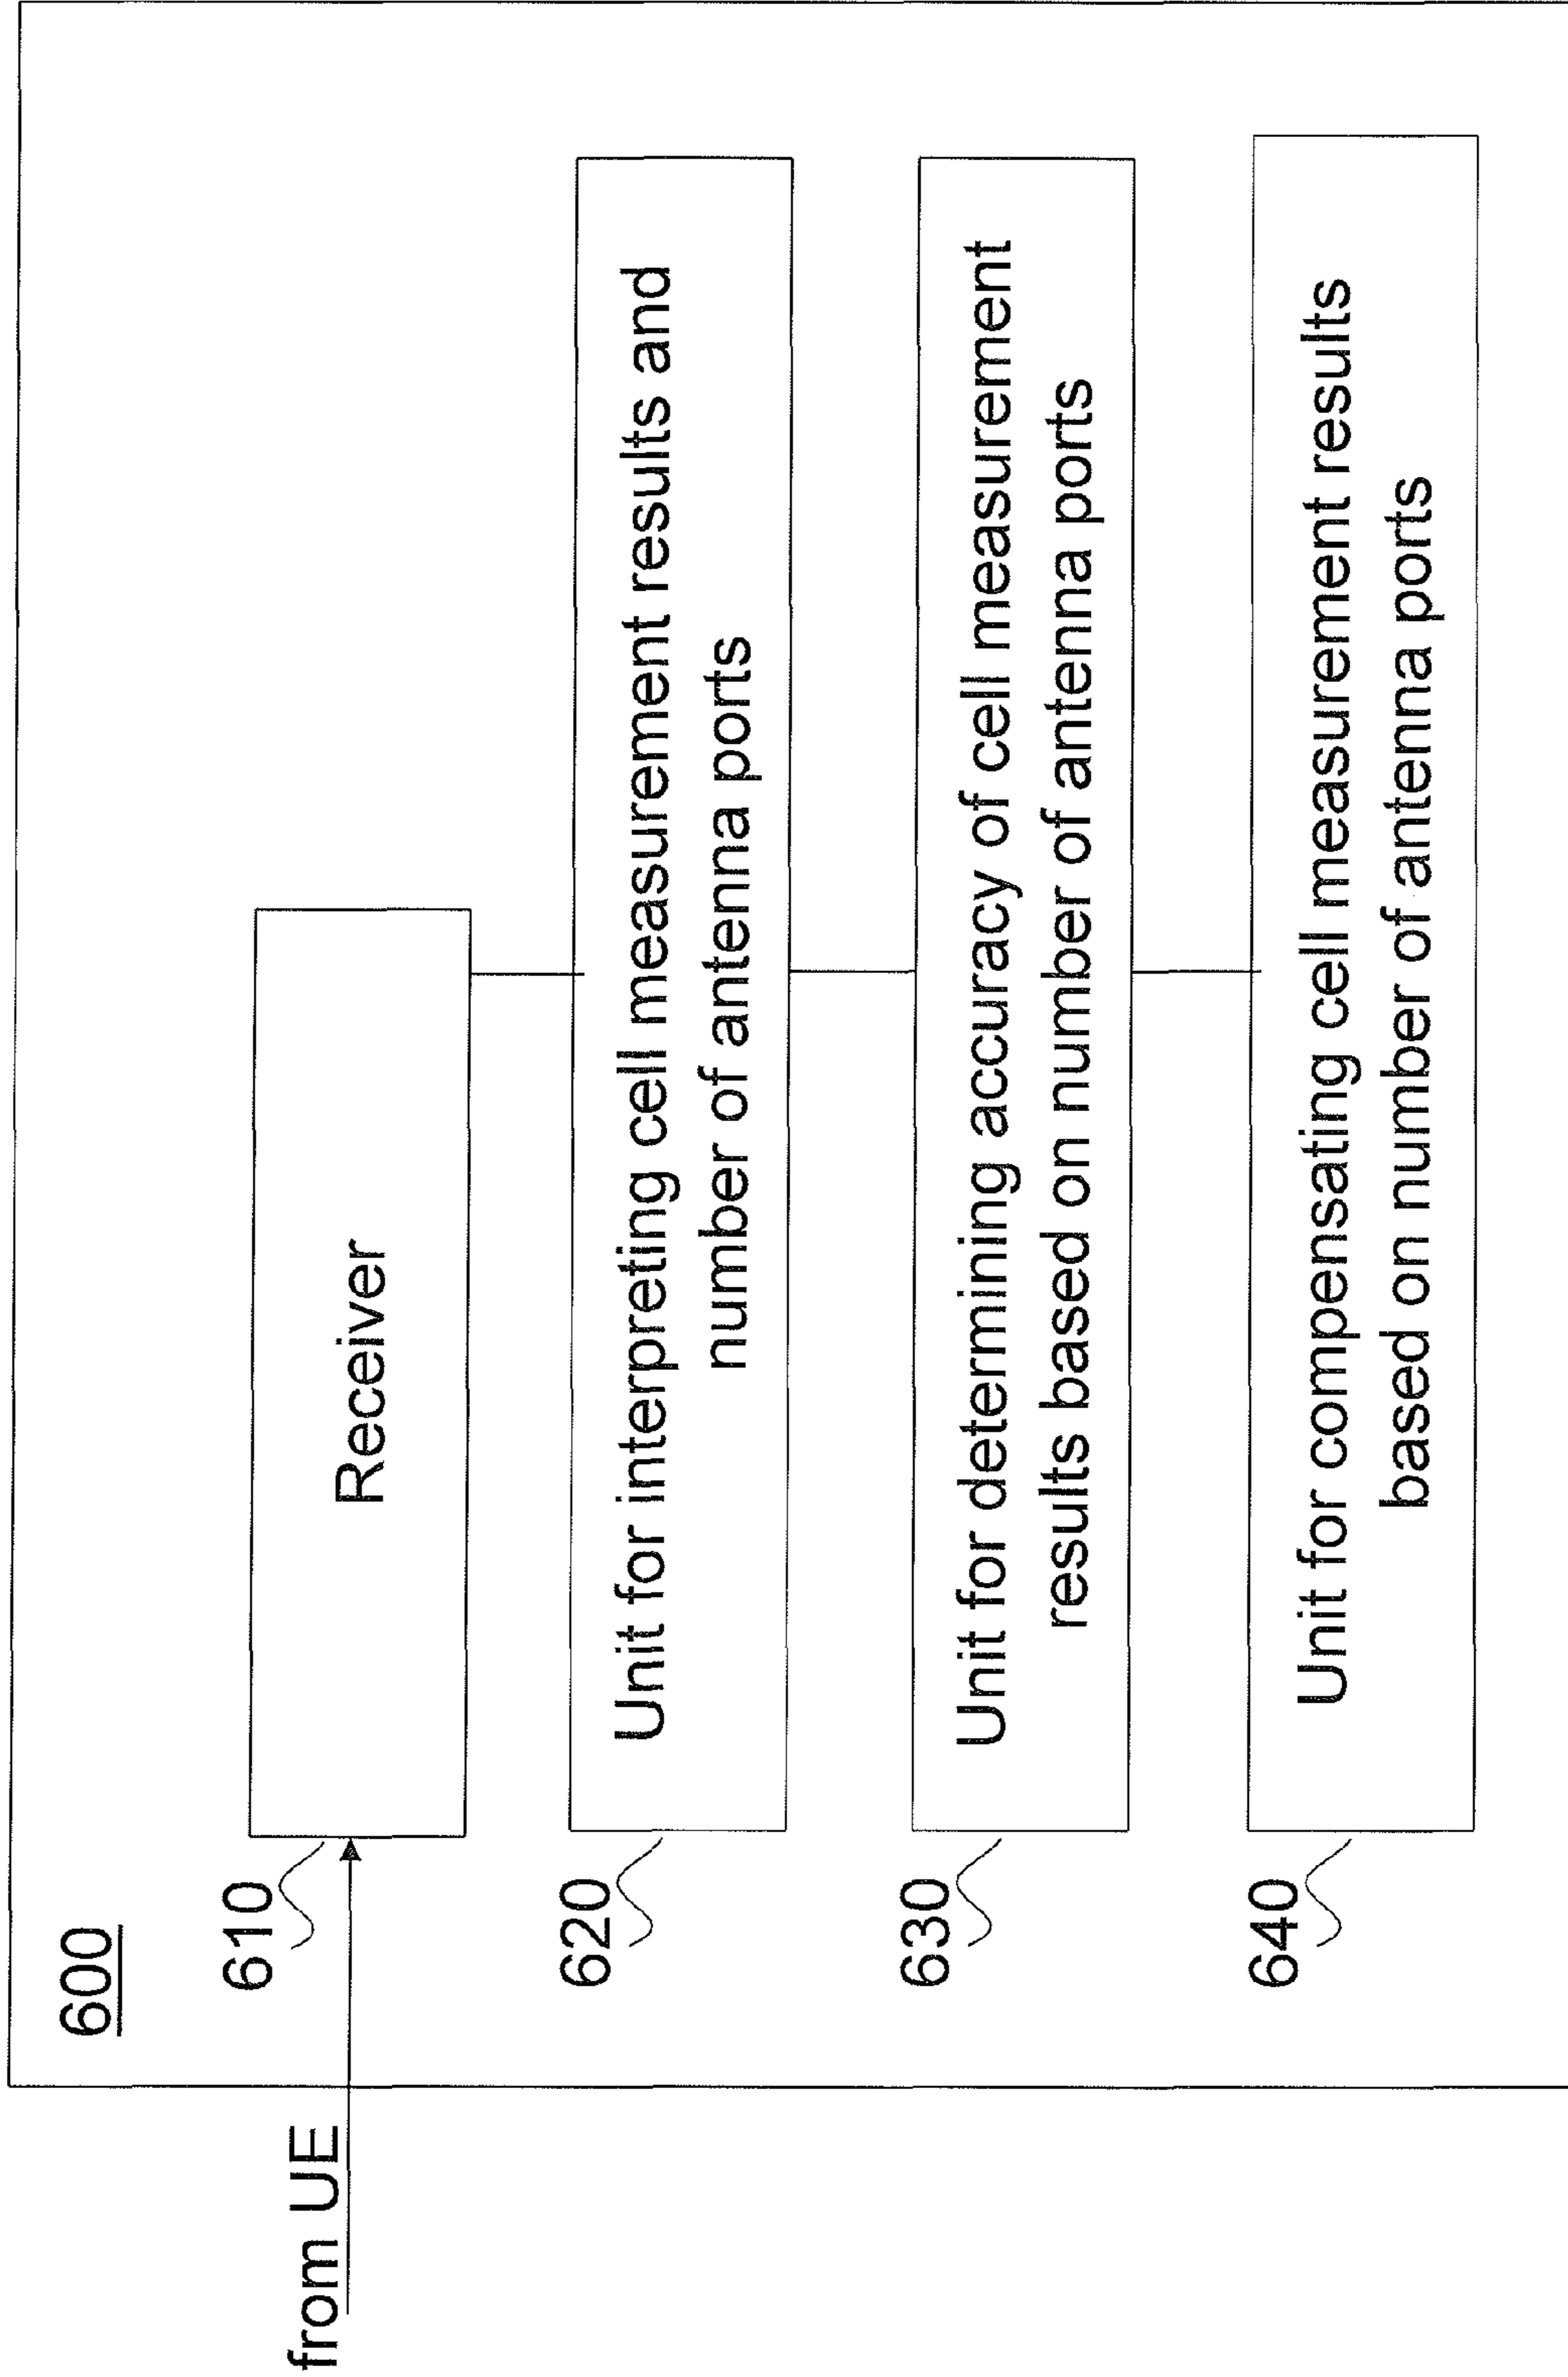 600
from UE
610
Receiver
620
Unit for interpreting cell measurement results and
number of antenna ports
630
Unit for determining accuracy of cell measurement
results based on number of antenna ports
640
Unit for compensating cell measurement results
based on number of antenna ports